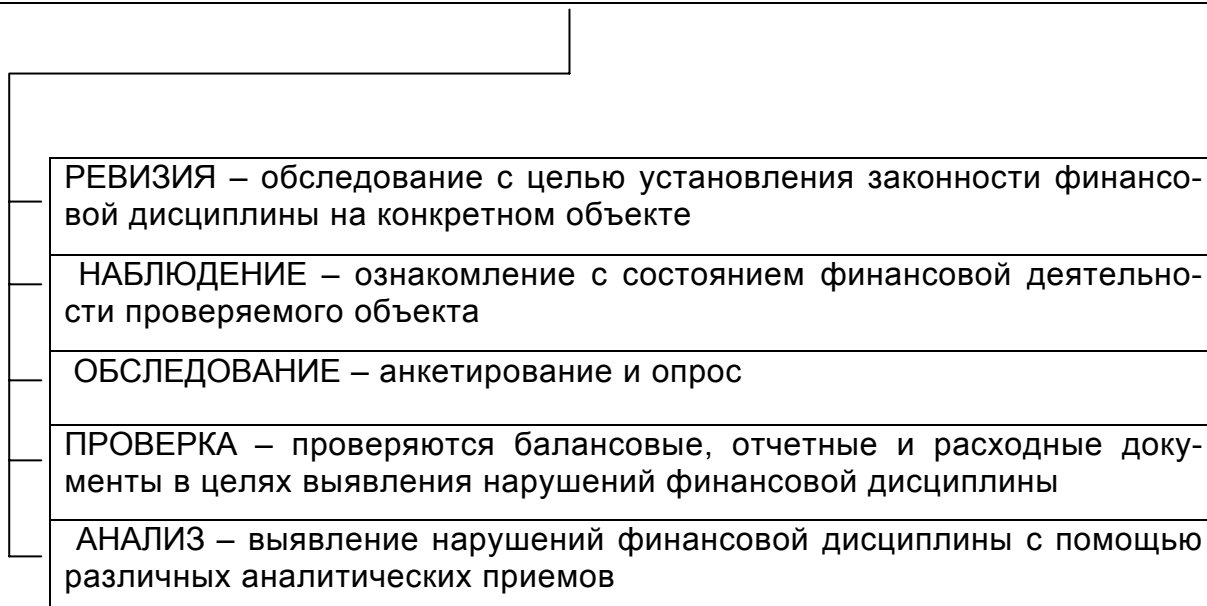 РЕВИЗИЯ – обследование с целью установления законности финансо-
вой дисциплины на конкретном объекте
НАБЛЮДЕНИЕ – ознакомление с состоянием финансовой деятельно-
сти проверяемого объекта
ОБСЛЕДОВАНИЕ – анкетирование и опрос
ПРОВЕРКА – проверяются балансовые, отчетные и расходные доку-
менты в целях выявления нарушений финансовой дисциплины
АНАЛИЗ – выявление нарушений финансовой дисциплины с помощью
различных аналитических приемов